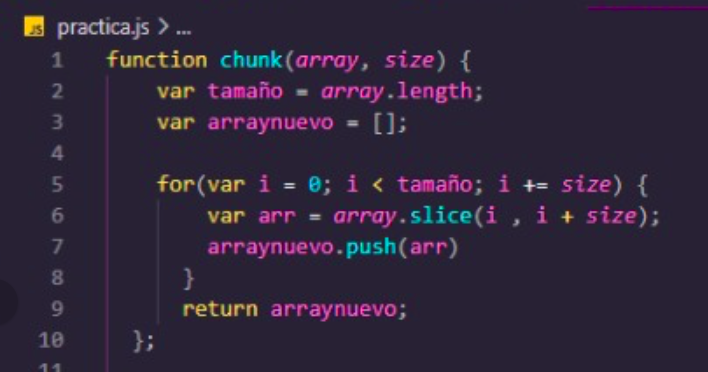 JS practica.js > ...
1 function chunk(array, size) {
2 var tamaño = array.length;
3 var arraynuevo = [];
4
5 for(var i = 0; i < tamaño; i += size) {
6 var arr = array.slice(i , i + size);
7 arraynuevo.push(arr)
8 }
9 return arraynuevo;
10 };
11